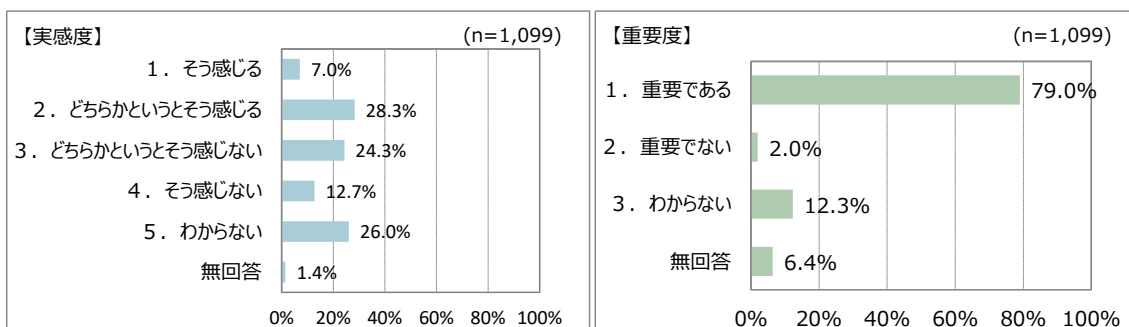 【実感度】 (n=1,099)
1．そう感じる 7.0%
2．どちらかというとそう感じる 28.3%
3．どちらかというとそう感じない 24.3%
4．そう感じない 12.7%
5．わからない 26.0%
無回答 1.4%
0% 20% 40% 60% 80% 100%
【重要度】 (n=1,099)
1．重要である 79.0%
2．重要でない 2.0%
3．わからない 12.3%
無回答 6.4%
0% 20% 40% 60% 80% 100%